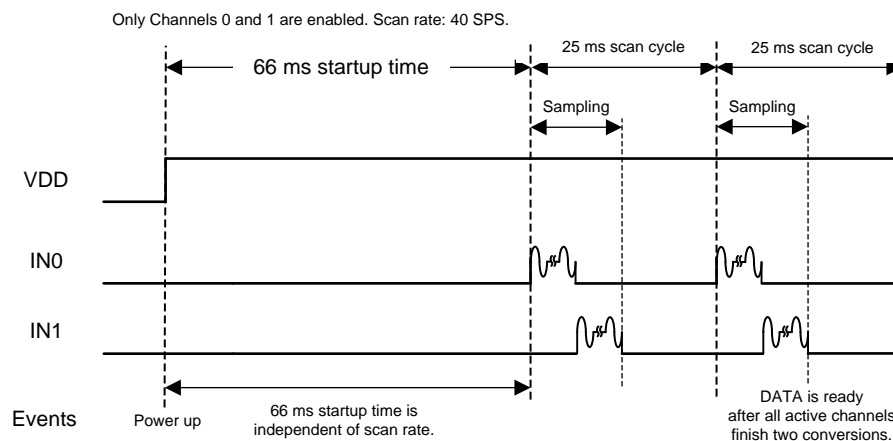 Only Channels 0 and 1 are enabled. Scan rate: 40 SPS.
66 ms startup time
25 ms scan cycle
25 ms scan cycle
Sampling
Sampling
VDD
IN0
IN1
Events
Power up
66 ms startup time is
independent of scan rate.
DATA is ready
after all active channels
finish two conversions.